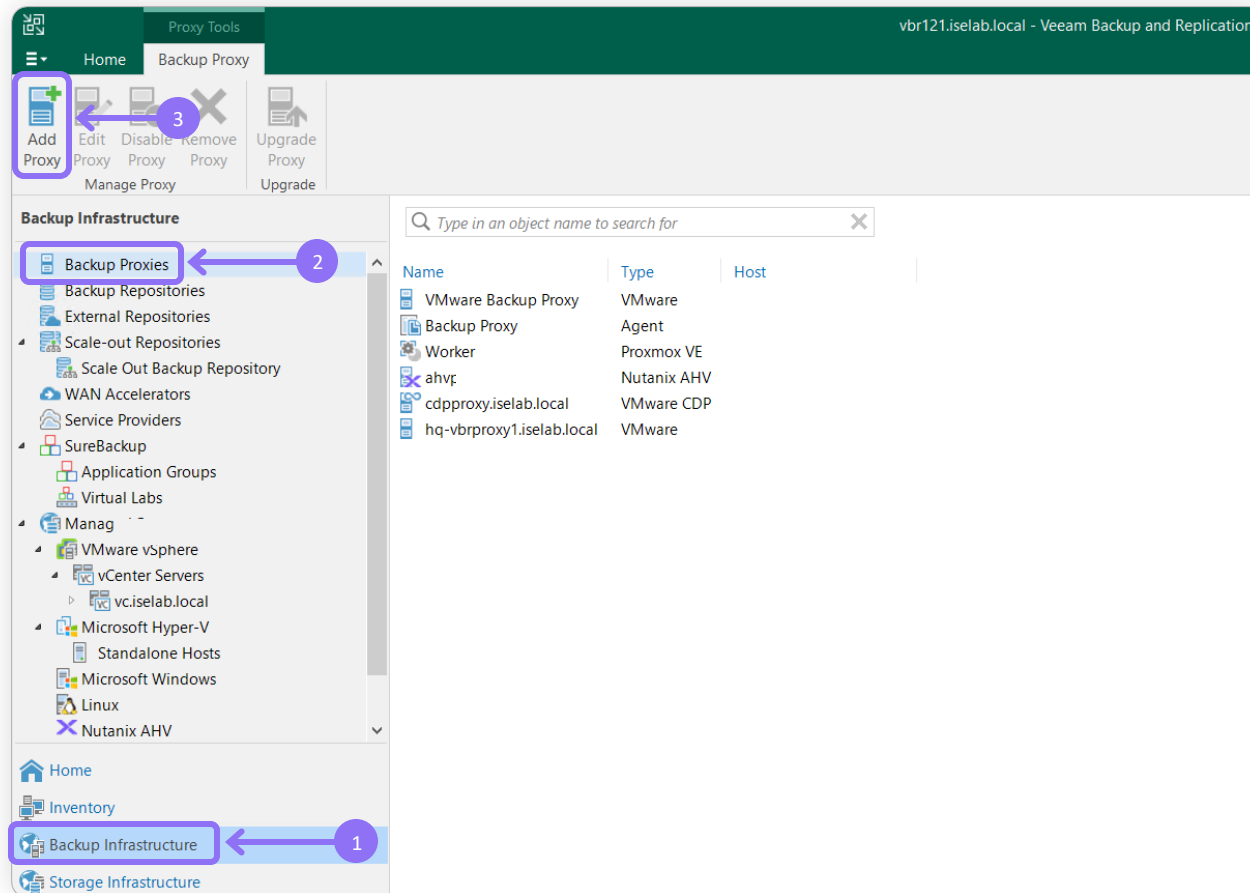 Proxy Tools
vbr121.iselab.local - Veeam Backup and Replication
Home
Backup Proxy
3
Add Proxy
Edit Proxy
Disable Proxy
Remove Proxy
Upgrade Proxy
Manage Proxy
Upgrade
Backup Infrastructure
Type in an object name to search for
Backup Proxies
2
Backup Repositories
External Repositories
Scale-out Repositories
Scale Out Backup Repository
WAN Accelerators
Service Providers
SureBackup
Application Groups
Virtual Labs
Manag
VMware vSphere
vCenter Servers
vc.iselab.local
Microsoft Hyper-V
Standalone Hosts
Microsoft Windows
Linux
Nutanix AHV
Name Type Host
VMware Backup Proxy VMware
Backup Proxy Agent
Worker Proxmox VE
ahvp Nutanix AHV
cdpproxy.iselab.local VMware CDP
hq-vbrproxy1.iselab.local VMware
Home
Inventory
Backup Infrastructure
1
Storage Infrastructure